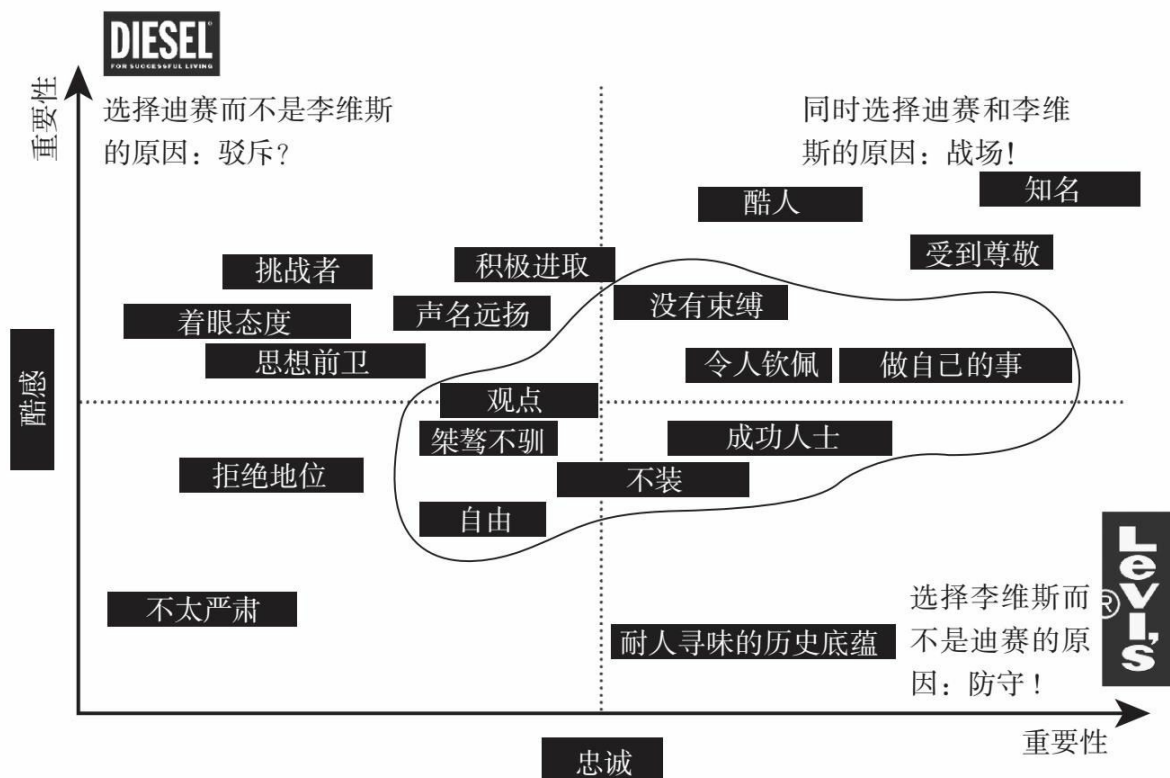 DIESEL
FOR SUCCESSFUL LIVING
重要性
选择迪赛而不是李维斯
的原因：驳斥？
同时选择迪赛和李维
斯的原因：战场！
知名
酷人
受到尊敬
积极进取
挑战者
没有束缚
声名远扬
着眼态度
思想前卫
令人钦佩
做自己的事
酷感
观点
桀骜不驯
成功人士
拒绝地位
不装
自由
不太严肃
耐人寻味的历史底蕴
选择李维斯而
不是迪赛的原
因：防守！
LeVI'S
®
重要性
忠诚